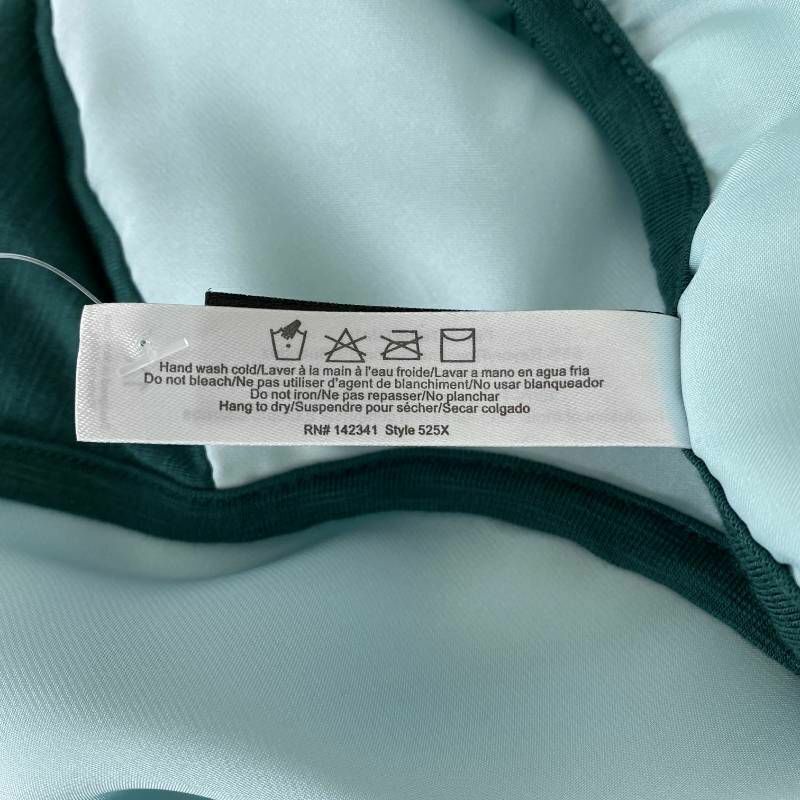 Hand wash cold/Laver à la main à l'eau froide/Lavar a mano en agua fria
Do not bleach/Ne pas utiliser d'agent de blanchiment/No usar blanqueador
Do not iron/Ne pas repasser/No planchar
Hang to dry/Suspendre pour sécher/Secar colgado
RN# 142341 Style 525X